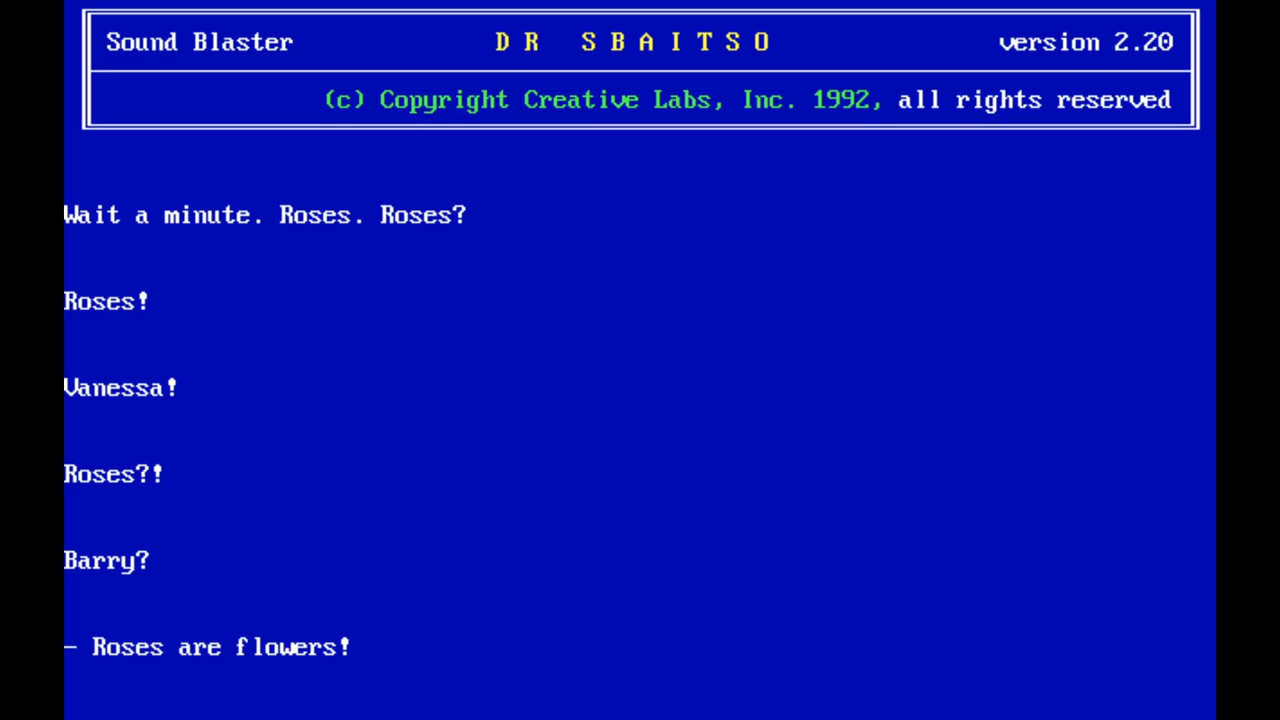 Sound Blaster D R S B A I T S O version 2.20
(c) Copyright Creative Labs, Inc. 1992, all rights reserved
Wait a minute. Roses. Roses?
Roses!
Vanessa!
Roses?!
Barry?
- Roses are flowers!